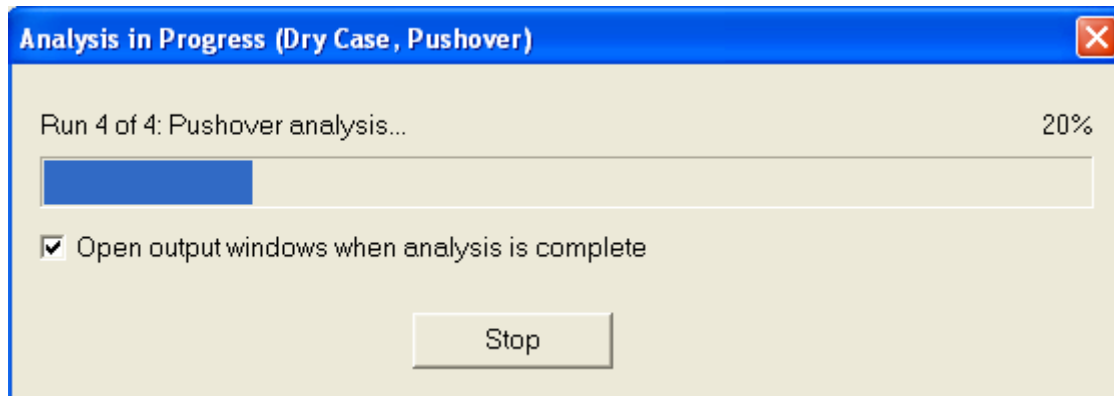 Analysis in Progress (Dry Case, Pushover)
Run 4 of 4: Pushover analysis... 20%
Open output windows when analysis is complete
Stop